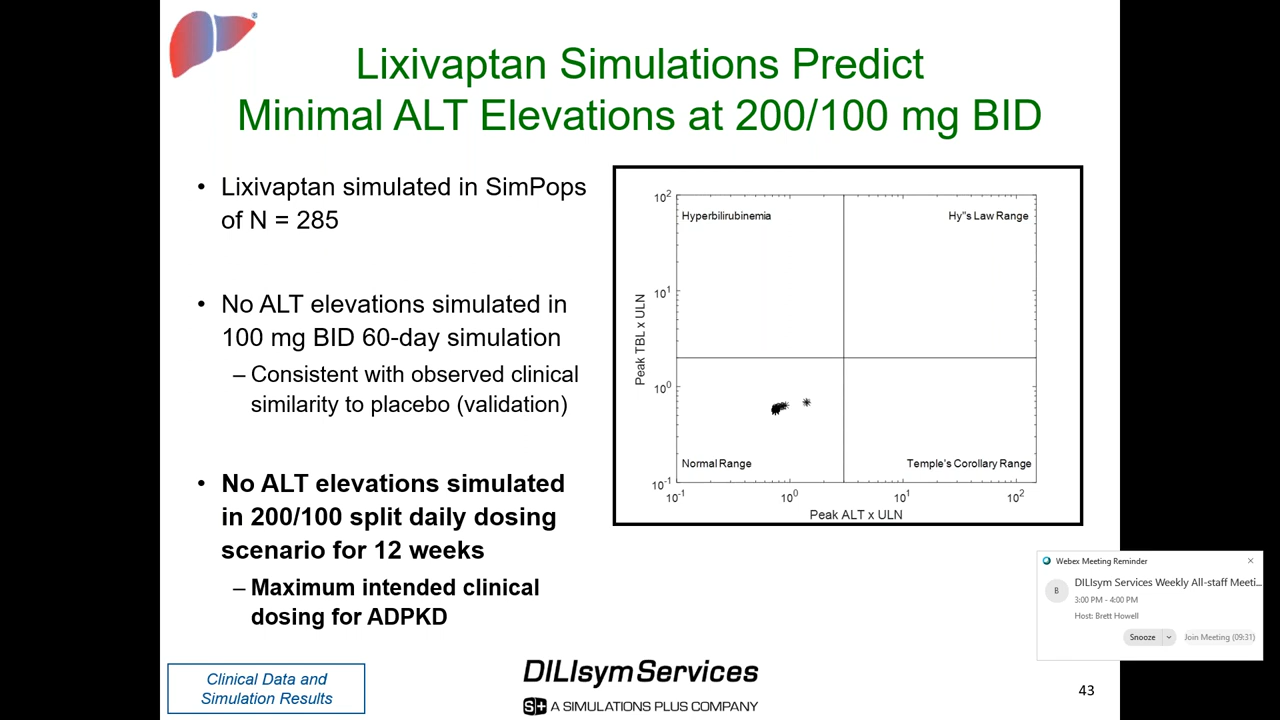 ®
Lixivaptan Simulations Predict
Minimal ALT Elevations at 200/100 mg BID
• Lixivaptan simulated in SimPops
of N = 285
• No ALT elevations simulated in
100 mg BID 60-day simulation
– Consistent with observed clinical
similarity to placebo (validation)
• No ALT elevations simulated
in 200/100 split daily dosing
scenario for 12 weeks
– Maximum intended clinical
dosing for ADPKD
Peak TBL x ULN
10²
10¹
10⁰
10⁻¹
Hyperbilirubinemia
Hy"s Law Range
Normal Range
Temple's Corollary Range
10⁻¹
10⁰
10¹
10²
Peak ALT x ULN
Webex Meeting Reminder
B
DILIsym Services Weekly All-staff Meeti...
3:00 PM - 4:00 PM
Host: Brett Howell
Snooze
Join Meeting (09:31)
Clinical Data and
Simulation Results
DILIsym Services
S+ A SIMULATIONS PLUS COMPANY
43